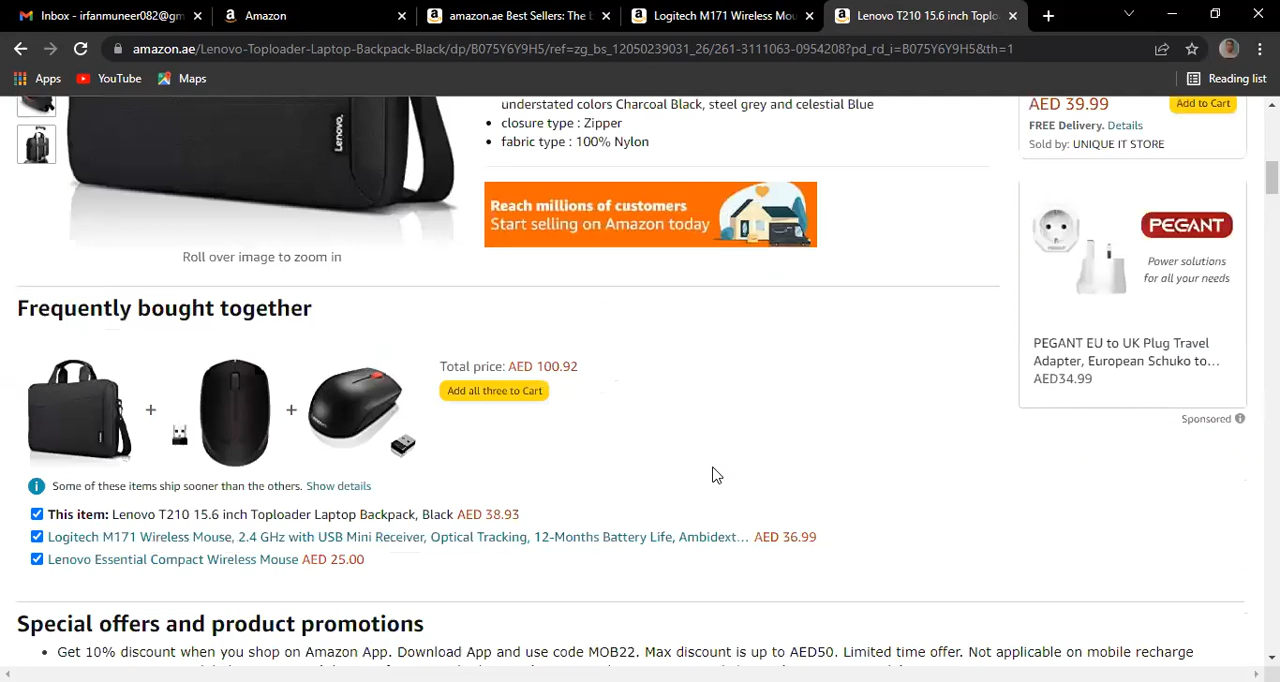 Inbox - irfanmuneer082@gm
Amazon
amazon.ae Best Sellers: The b
Logitech M171 Wireless Mou
Lenovo T210 15.6 inch Toplo
amazon.ae/Lenovo-Toploader-Laptop-Backpack-Black/dp/B075Y6Y9H5/ref=zg_bs_12050239031_26/261-3111063-0954208?pd_rd_i=B075Y6Y9H5&th=1
Apps
YouTube
Maps
Reading list
understated colors Charcoal Black, steel grey and celestial Blue
• closure type : Zipper
• fabric type : 100% Nylon
Lenovo
Roll over image to zoom in
Reach millions of customers
Start selling on Amazon today
AED 39.99
Add to Cart
FREE Delivery. Details
Sold by: UNIQUE IT STORE
PEGANT
Power solutions
for all your needs
PEGANT EU to UK Plug Travel
Adapter, European Schuko to...
AED34.99
Sponsored
Frequently bought together
+
+
Total price: AED 100.92
Add all three to Cart
Some of these items ship sooner than the others. Show details
This item: Lenovo T210 15.6 inch Toploader Laptop Backpack, Black AED 38.93
Logitech M171 Wireless Mouse, 2.4 GHz with USB Mini Receiver, Optical Tracking, 12-Months Battery Life, Ambidext... AED 36.99
Lenovo Essential Compact Wireless Mouse AED 25.00
Special offers and product promotions
• Get 10% discount when you shop on Amazon App. Download App and use code MOB22. Max discount is up to AED50. Limited time offer. Not applicable on mobile recharge